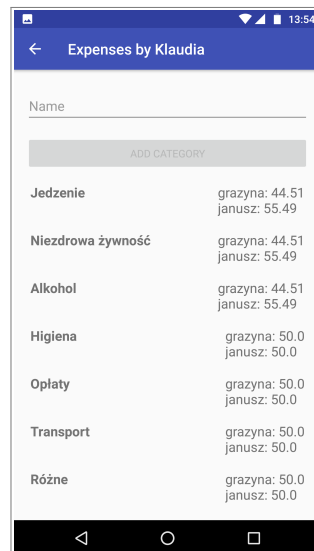 13:54
Expenses by Klaudia
Name
ADD CATEGORY
Jedzenie grazyna: 44.51
janusz: 55.49
Niezdrowa żywność grazyna: 44.51
janusz: 55.49
Alkohol grazyna: 44.51
janusz: 55.49
Higiena grazyna: 50.0
janusz: 50.0
Opłaty grazyna: 50.0
janusz: 50.0
Transport grazyna: 50.0
janusz: 50.0
Różne grazyna: 50.0
janusz: 50.0